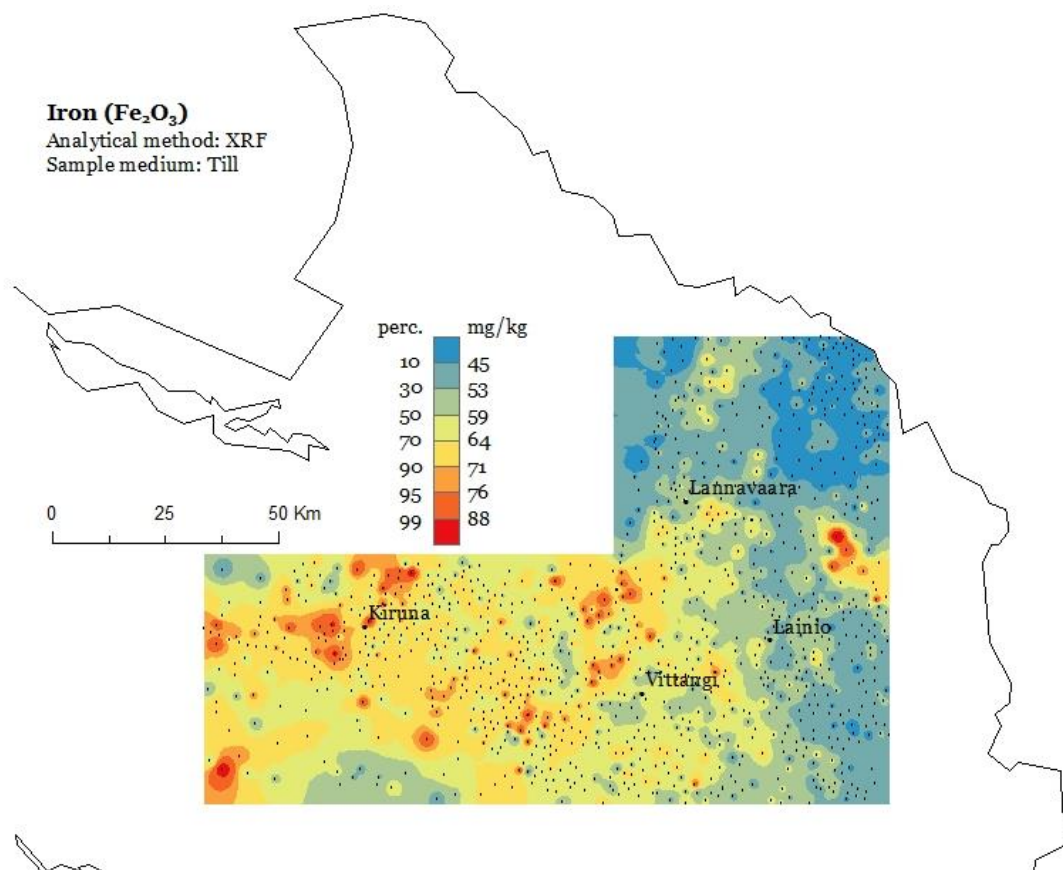 Iron (Fe₂O₃)
Analytical method: XRF
Sample medium: Till
perc. mg/kg
10 45
30 53
50 59
70 64
90 71
95 76
99 88
0 25 50 Km
Lannavaara
Kiruna
Lainio
Vittangi